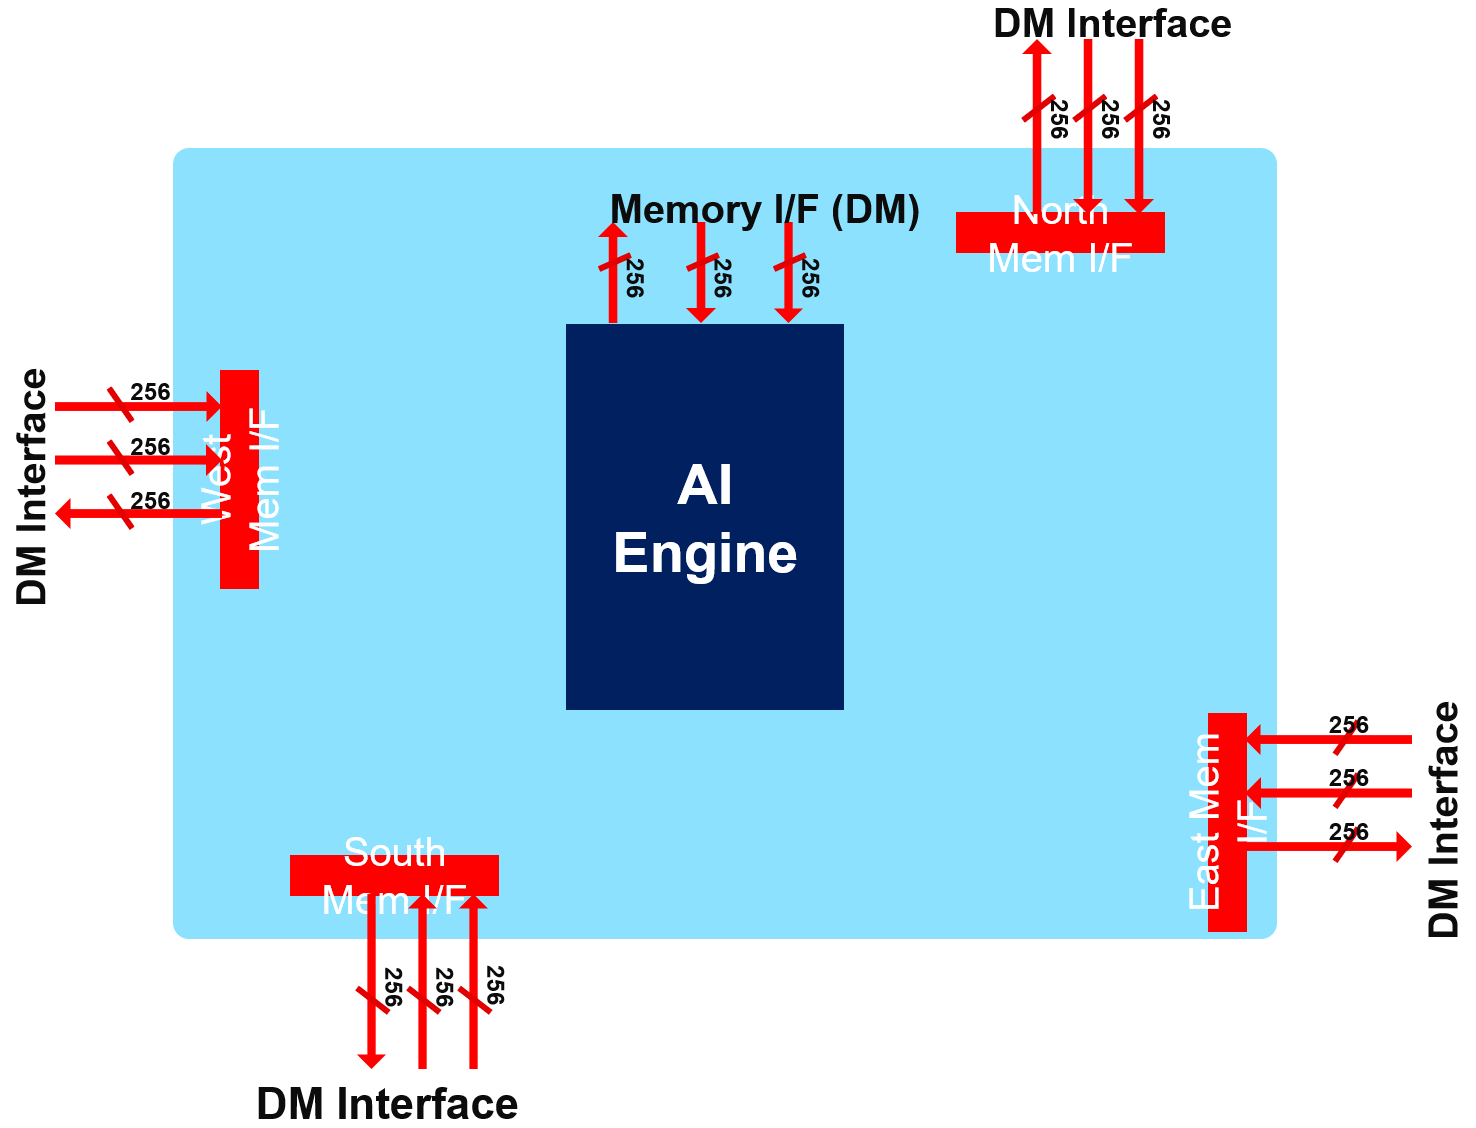 DM Interface
256
256
256
North
Mem I/F
Memory I/F (DM)
256
256
256
DM Interface
256
256
256
West
Mem I/F
AI
Engine
256
256
256
East Mem
I/F
DM Interface
South
Mem I/F
256
256
256
DM Interface